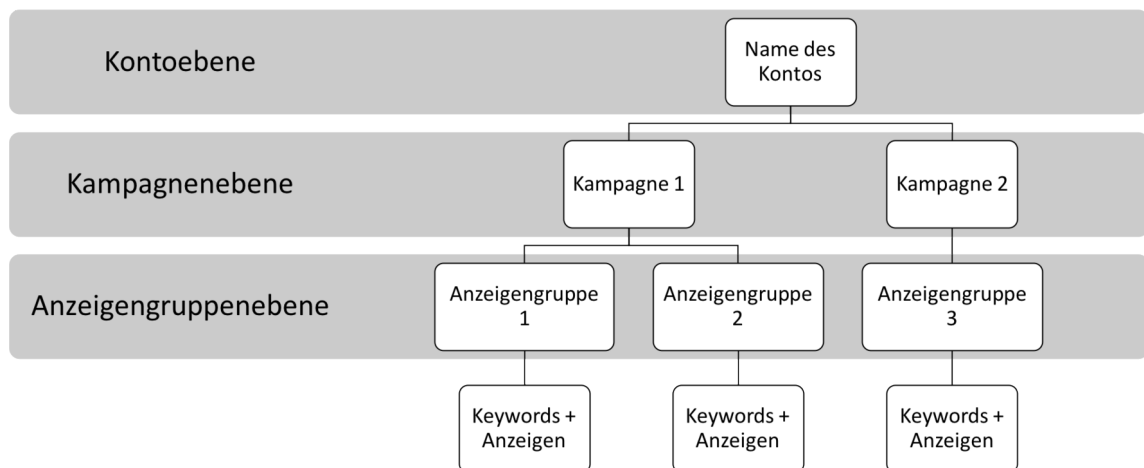 Kontoebene
Name des
Kontos
Kampagnenebene
Kampagne 1
Kampagne 2
Anzeigengruppenebene
Anzeigengruppe
1
Anzeigengruppe
2
Anzeigengruppe
3
Keywords +
Anzeigen
Keywords +
Anzeigen
Keywords +
Anzeigen